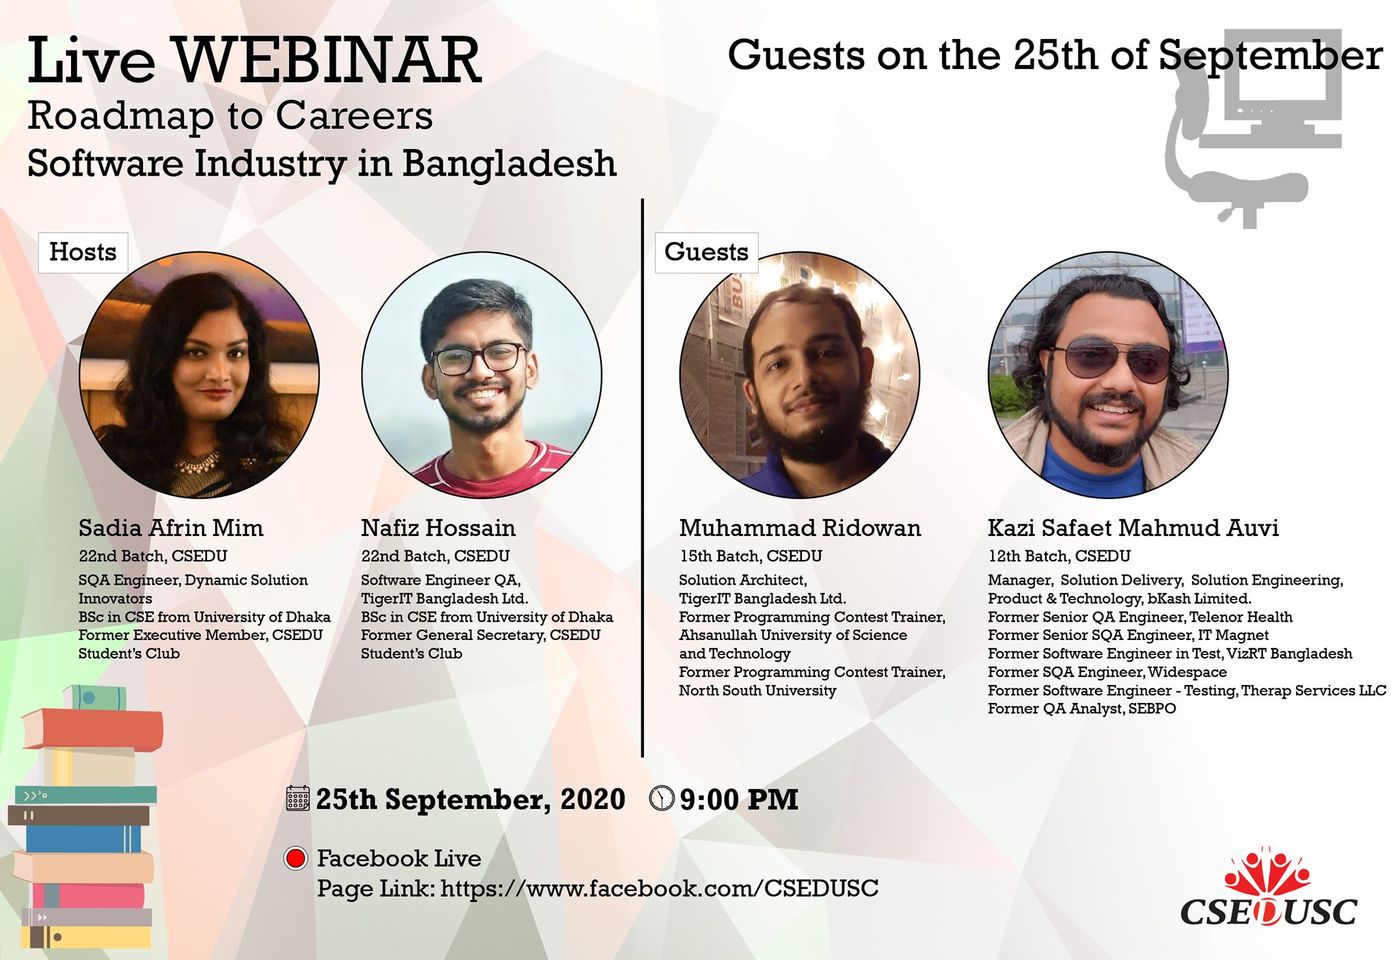 Live WEBINAR
Roadmap to Careers
Software Industry in Bangladesh
Guests on the 25th of September
Hosts
Sadia Afrin Mim
22nd Batch, CSEDU
SQA Engineer, Dynamic Solution
Innovators
BSc in CSE from University of Dhaka
Former Executive Member, CSEDU
Student's Club
Nafiz Hossain
22nd Batch, CSEDU
Software Engineer QA,
TigerIT Bangladesh Ltd.
BSc in CSE from University of Dhaka
Former General Secretary, CSEDU
Student's Club
Guests
BU
Muhammad Ridowan
15th Batch, CSEDU
Solution Architect,
TigerIT Bangladesh Ltd.
Former Programming Contest Trainer,
Ahsanullah University of Science
and Technology
Former Programming Contest Trainer,
North South University
Kazi Safaet Mahmud Auvi
12th Batch, CSEDU
Manager,  Solution Delivery,  Solution Engineering,
Product & Technology, bKash Limited.
Former Senior QA Engineer, Telenor Health
Former Senior SQA Engineer, IT Magnet
Former Software Engineer in Test, VizRT Bangladesh
Former SQA Engineer, Widespace
Former Software Engineer - Testing, Therap Services LLC
Former QA Analyst, SEBPO
25th September, 2020
9:00 PM
Facebook Live
Page Link: https://www.facebook.com/CSEDUSC
CSEDUSC